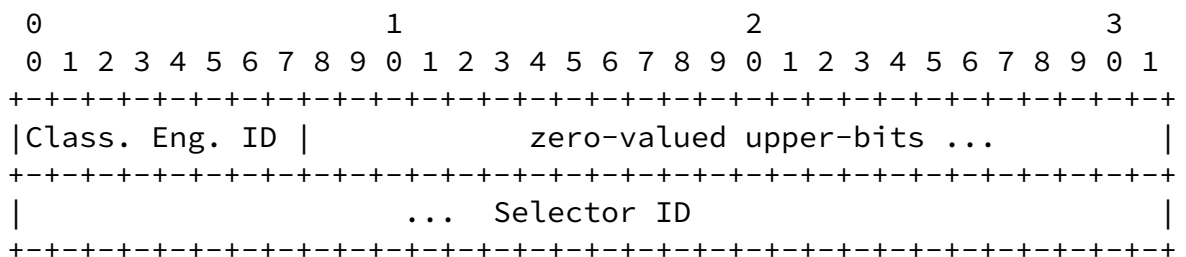 0                   1                   2                   3
 0 1 2 3 4 5 6 7 8 9 0 1 2 3 4 5 6 7 8 9 0 1 2 3 4 5 6 7 8 9 0 1
+-+-+-+-+-+-+-+-+-+-+-+-+-+-+-+-+-+-+-+-+-+-+-+-+-+-+-+-+-+-+-+-+
|Class. Eng. ID |            zero-valued upper-bits ...         |
+-+-+-+-+-+-+-+-+-+-+-+-+-+-+-+-+-+-+-+-+-+-+-+-+-+-+-+-+-+-+-+-+
|                     ...  Selector ID                          |
+-+-+-+-+-+-+-+-+-+-+-+-+-+-+-+-+-+-+-+-+-+-+-+-+-+-+-+-+-+-+-+-+